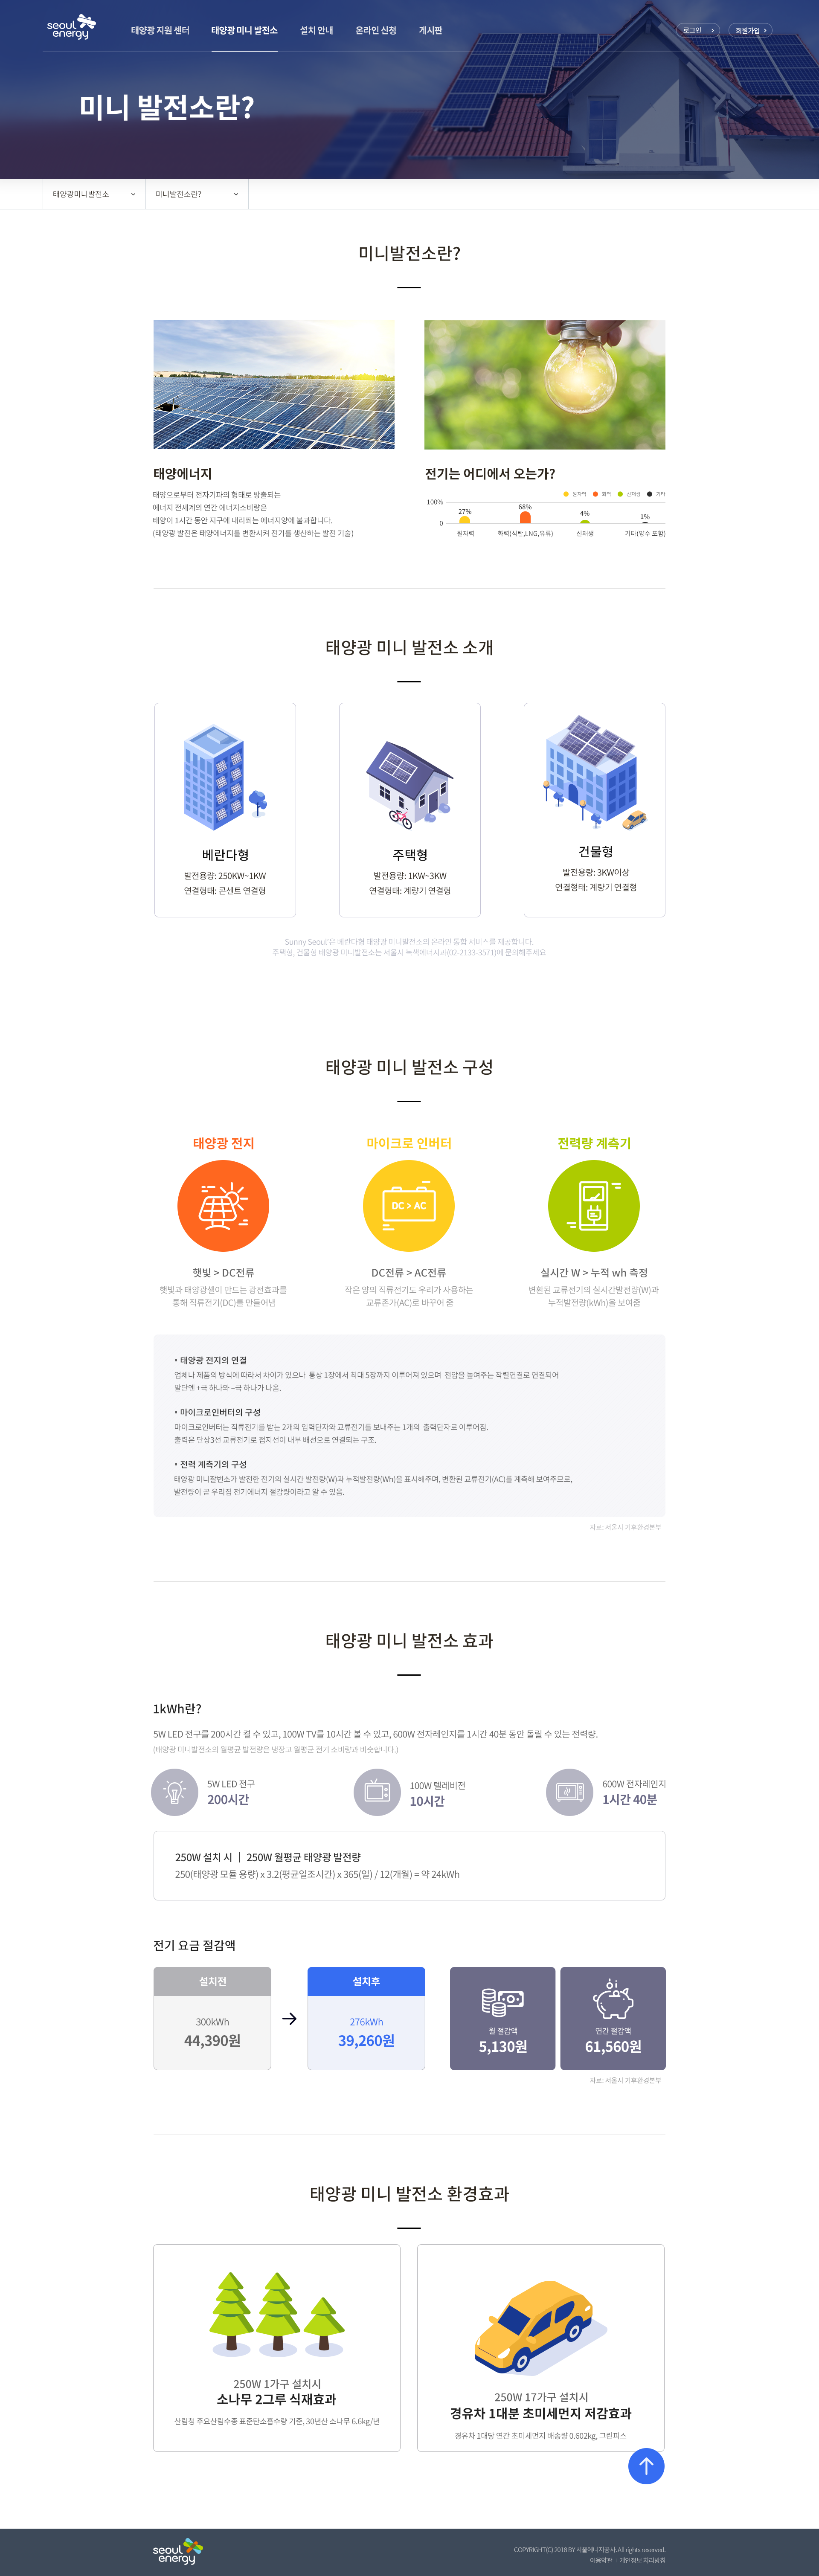 seoul energy
태양광 지원 센터
태양광 미니 발전소
설치 안내
온라인 신청
게시판
로그인
회원가입
미니 발전소란?
태양광미니발전소
미니발전소란?
미니발전소란?
태양에너지
태양으로부터 전자기파의 형태로 방출되는
에너지 전세계의 연간 에너지소비량은
태양이 1시간 동안 지구에 내리쬐는 에너지양에 불과합니다.
(태양광 발전은 태양에너지를 변환시켜 전기를 생산하는 발전 기술)
전기는 어디에서 오는가?
원자력 화력 신재생 기타
100%
27%
68%
4%
1%
0
원자력 화력(석탄,LNG,유류) 신재생 기타(양수 포함)
태양광 미니 발전소 소개
베란다형
발전용량: 250KW~1KW
연결형태: 콘센트 연결형
주택형
발전용량: 1KW~3KW
연결형태: 계량기 연결형
건물형
발전용량: 3KW이상
연결형태: 계량기 연결형
Sunny Seoul'은 베란다형 태양광 미니발전소의 온라인 통합 서비스를 제공합니다.
주택형, 건물형 태양광 미니발전소는 서울시 녹색에너지과(02-2133-3571)에 문의해주세요
태양광 미니 발전소 구성
태양광 전지
햇빛 > DC전류
햇빛과 태양광셀이 만드는 광전효과를
통해 직류전기(DC)를 만들어냄
마이크로 인버터
DC > AC
DC전류 > AC전류
작은 양의 직류전기도 우리가 사용하는
교류존가(AC)로 바꾸어 줌
전력량 계측기
실시간 W > 누적 wh 측정
변환된 교류전기의 실시간발전량(W)과
누적발전량(kWh)을 보여줌
• 태양광 전지의 연결
업체나 제품의 방식에 따라서 차이가 있으나 통상 1장에서 최대 5장까지 이루어져 있으며 전압을 높여주는 작렬연결로 연결되어
말단엔 +극 하나와 –극 하나가 나옴.
• 마이크로인버터의 구성
마이크로인버터는 직류전기를 받는 2개의 입력단자와 교류전기를 보내주는 1개의 출력단자로 이루어짐.
출력은 단상3선 교류전기로 접지선이 내부 배선으로 연결되는 구조.
• 전력 계측기의 구성
태양광 미니잘번소가 발전한 전기의 실시간 발전량(W)과 누적발전량(Wh)을 표시해주며, 변환된 교류전기(AC)를 계측해 보여주므로,
발전량이 곧 우리집 전기에너지 절감량이라고 알 수 있음.
자료: 서울시 기후환경본부
태양광 미니 발전소 효과
1kWh란?
5W LED 전구를 200시간 켤 수 있고, 100W TV를 10시간 볼 수 있고, 600W 전자레인지를 1시간 40분 동안 돌릴 수 있는 전력량.
(태양광 미니발전소의 월평균 발전량은 냉장고 월평균 전기 소비량과 비슷합니다.)
5W LED 전구
200시간
100W 텔레비전
10시간
600W 전자레인지
1시간 40분
250W 설치 시 | 250W 월평균 태양광 발전량
250(태양광 모듈 용량) x 3.2(평균일조시간) x 365(일) / 12(개월) = 약 24kWh
전기 요금 절감액
설치전
300kWh
44,390원
설치후
276kWh
39,260원
월 절감액
5,130원
연간 절감액
61,560원
자료: 서울시 기후환경본부
태양광 미니 발전소 환경효과
250W 1가구 설치시
소나무 2그루 식재효과
산림청 주요산림수종 표준탄소흡수량 기준, 30년산 소나무 6.6kg/년
250W 17가구 설치시
경유차 1대분 초미세먼지 저감효과
경유차 1대당 연간 초미세먼지 배송량 0.602kg, 그린피스
seoul energy
COPYRIGHT(C) 2018 BY 서울에너지공사. All rights reserved.
이용약관 | 개인정보 처리방침